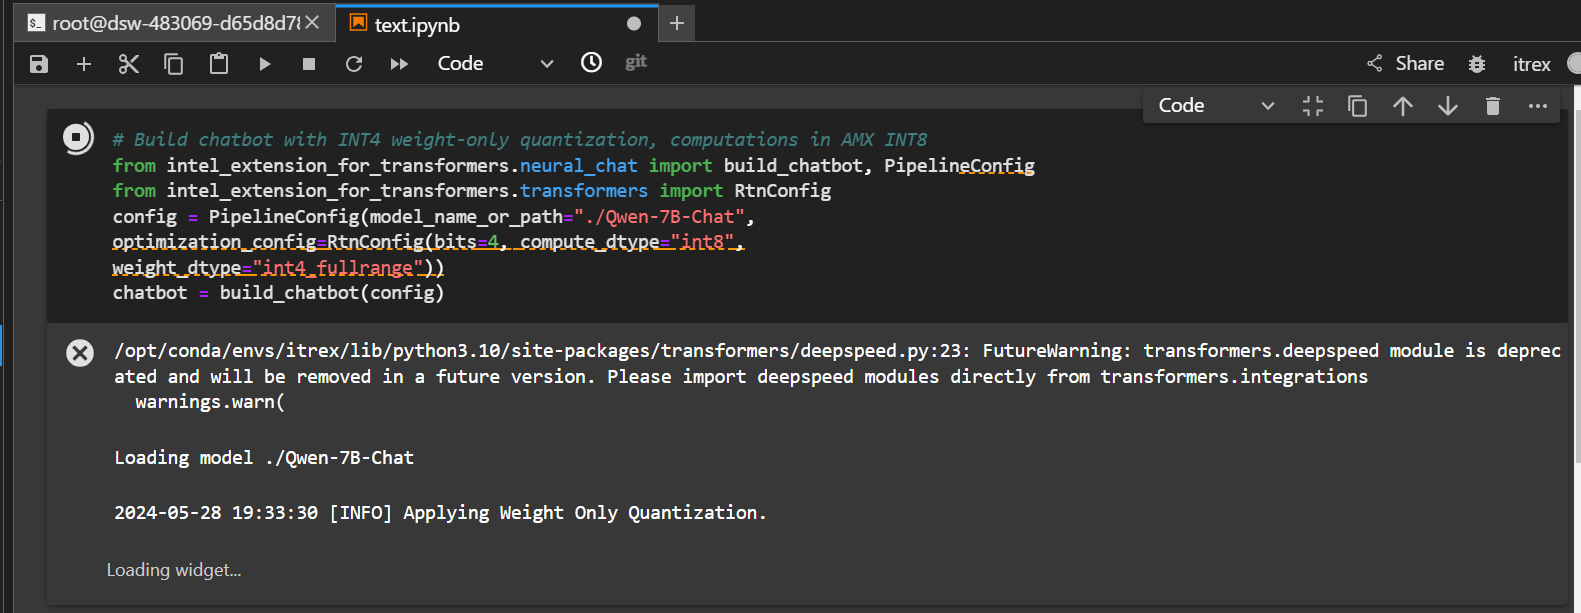 root@dsw-483069-d65d8d78
text.ipynb
Code
git
Share
itrex
Code
# Build chatbot with INT4 weight-only quantization, computations in AMX INT8
from intel_extension_for_transformers.neural_chat import build_chatbot, PipelineConfig
from intel_extension_for_transformers.transformers import RtnConfig
config = PipelineConfig(model_name_or_path="./Qwen-7B-Chat",
optimization_config=RtnConfig(bits=4, compute_dtype="int8",
weight_dtype="int4_fullrange"))
chatbot = build_chatbot(config)
/opt/conda/envs/itrex/lib/python3.10/site-packages/transformers/deepspeed.py:23: FutureWarning: transformers.deepspeed module is deprec
ated and will be removed in a future version. Please import deepspeed modules directly from transformers.integrations
warnings.warn(
Loading model ./Qwen-7B-Chat
2024-05-28 19:33:30 [INFO] Applying Weight Only Quantization.
Loading widget...